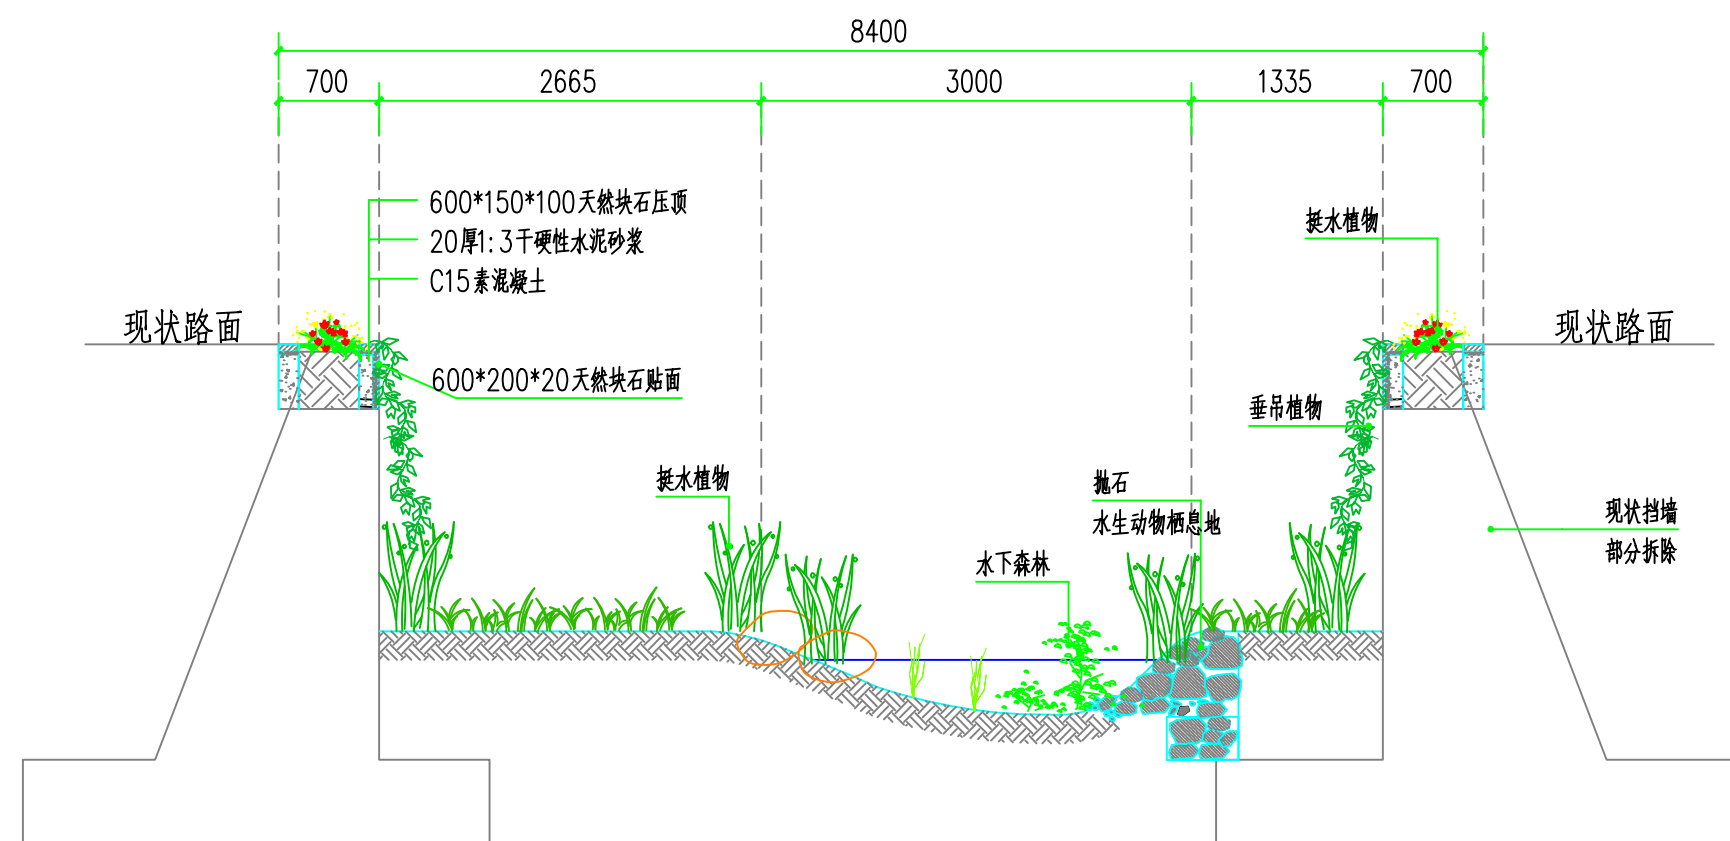 8400
700
2665
3000
1335
700
600*150*100天然块石压顶
20厚1:3干硬性水泥砂浆
C15素混凝土
挺水植物
现状路面
现状路面
600*200*20天然块石贴面
垂吊植物
挺水植物
抛石
水生动物栖息地
现状挡墙
部分拆除
水下森林